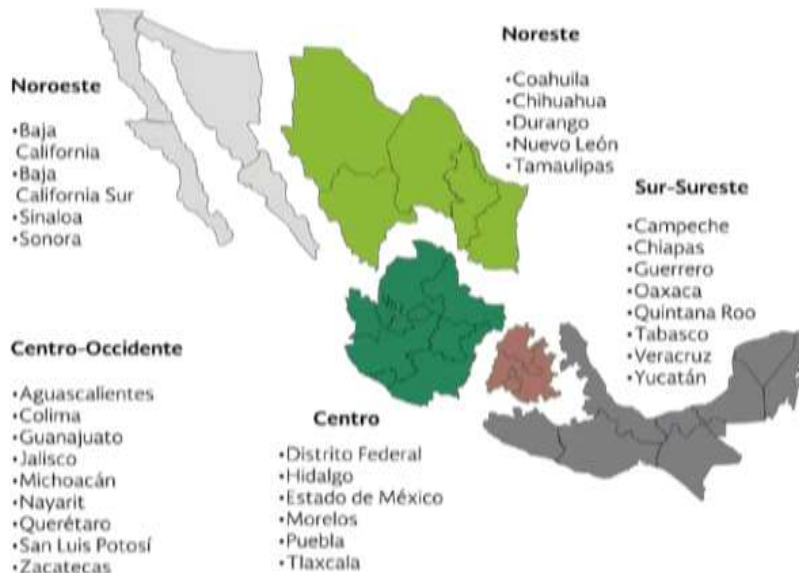 Noroeste
•Baja
California
•Baja
California Sur
•Sinaloa
•Sonora
Noreste
•Coahuila
•Chihuahua
•Durango
•Nuevo León
•Tamaulipas
Sur-Sureste
•Campeche
•Chiapas
•Guerrero
•Oaxaca
•Quintana Roo
•Tabasco
•Veracruz
•Yucatán
Centro-Occidente
•Aguascalientes
•Colima
•Guanajuato
•Jalisco
•Michoacán
•Nayarit
•Querétaro
•San Luis Potosí
•Zacatecas
Centro
•Distrito Federal
•Hidalgo
•Estado de México
•Morelos
•Puebla
•Tlaxcala